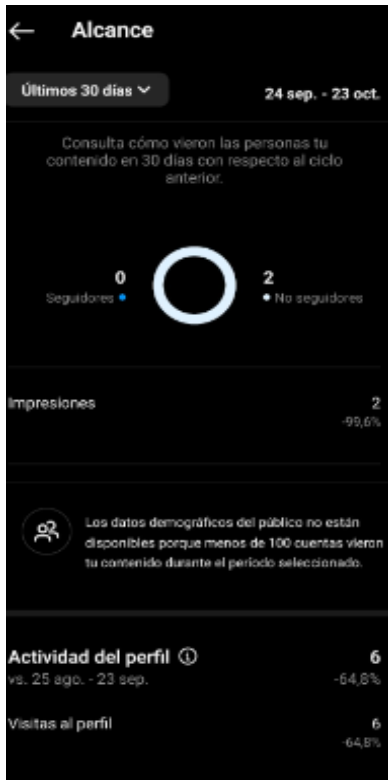 Alcance
Últimos 30 días
24 sep. - 23 oct.
Consulta cómo vieron las personas tu
contenido en 30 días con respecto al ciclo
anterior.
0
Seguidores
2
No seguidores
Impresiones
2
-99,6%
Los datos demográficos del público no están
disponibles porque menos de 100 cuentas vieron
tu contenido durante el período seleccionado.
Actividad del perfil
6
vs. 25 ago. - 23 sep.
-64,8%
Visitas al perfil
6
-64,8%